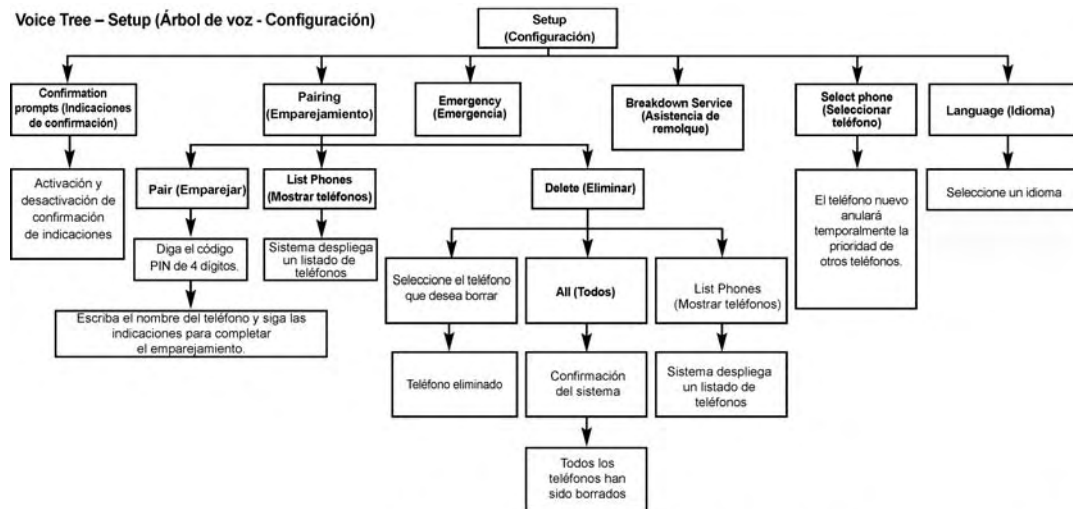 Voice Tree – Setup (Árbol de voz - Configuración)
Setup
(Configuración)
Confirmation
prompts (Indicaciones
de confirmación)
Pairing
(Emparejamiento)
Emergency
(Emergencia)
Breakdown Service
(Asistencia de
remolque)
Select phone
(Seleccionar
teléfono)
Language (Idioma)
Activación y
desactivación de
confirmación
de indicaciones
Pair (Emparejar)
List Phones
(Mostrar teléfonos)
Delete (Eliminar)
El teléfono nuevo
anulará
temporalmente la
prioridad de
otros teléfonos.
Seleccione un idioma
Diga el código
PIN de 4 dígitos.
Sistema despliega
un listado de
teléfonos
Seleccione el teléfono
que desea borrar
All (Todos)
List Phones
(Mostrar teléfonos)
Escriba el nombre del teléfono y siga las
indicaciones para completar
el emparejamiento.
Teléfono eliminado
Confirmación
del sistema
Sistema despliega
un listado de
teléfonos
Todos los
teléfonos han
sido borrados